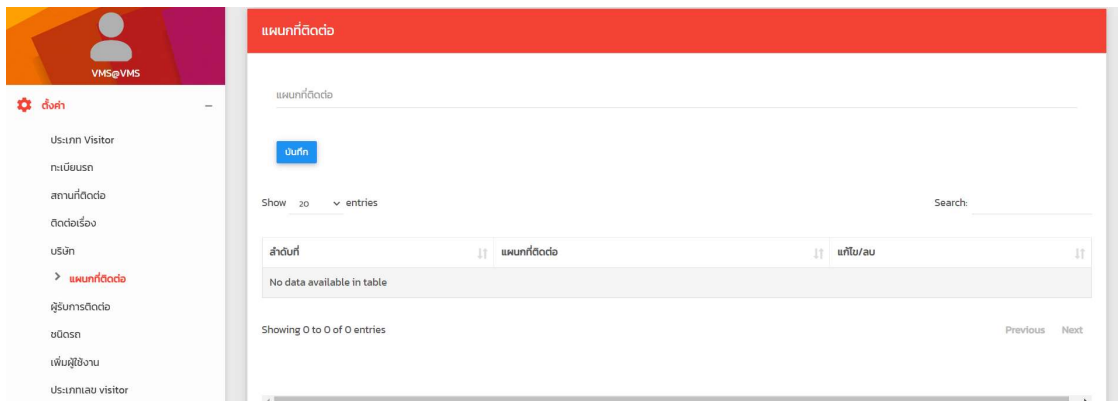 VMS@VMS
ตั้งค่า
ประเภท Visitor
ทะเบียนรถ
สถานที่ติดต่อ
ติดต่อเรื่อง
บริษัท
แผนกที่ติดต่อ
ผู้รับการติดต่อ
ชนิดรถ
เพิ่มผู้ใช้งาน
ประเภทเลข visitor
แผนกที่ติดต่อ
แผนกที่ติดต่อ
บันทึก
Show 20 entries Search:
ลำดับที่ แผนกที่ติดต่อ แก้ไข/ลบ
No data available in table
Showing 0 to 0 of 0 entries Previous Next